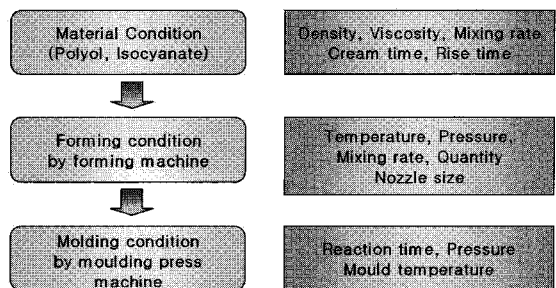 Material Condition
(Polyol, Isocyanate)
Density, Viscosity, Mixing rate
Cream time, Rise time
Forming condition
by forming machine
Temperature, Pressure,
Mixing rate, Quantity
Nozzle size
Molding condition
by moulding press
machine
Reaction time, Pressure
Mould temperature